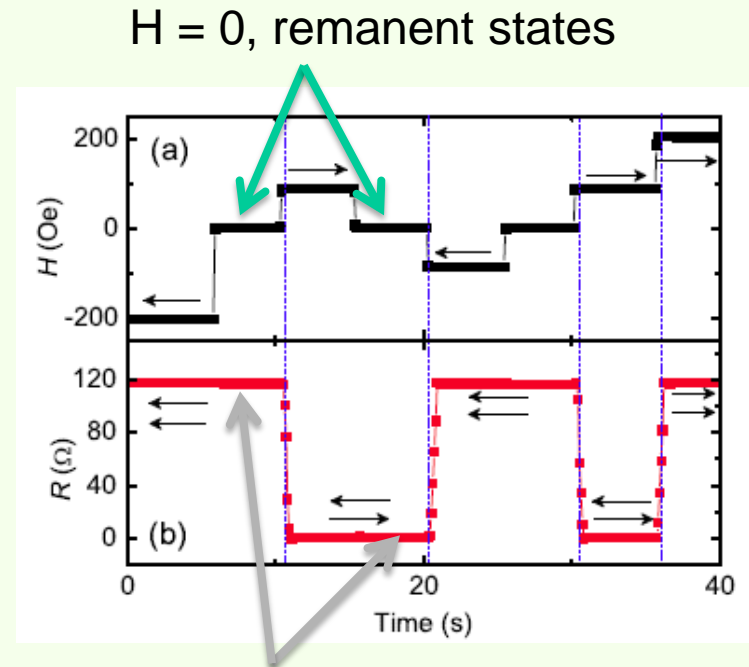 H = 0, remanent states
(a)
200
0
-200
H (Oe)
(b)
120
80
40
0
R (Ω)
0 20 40
Time (s)